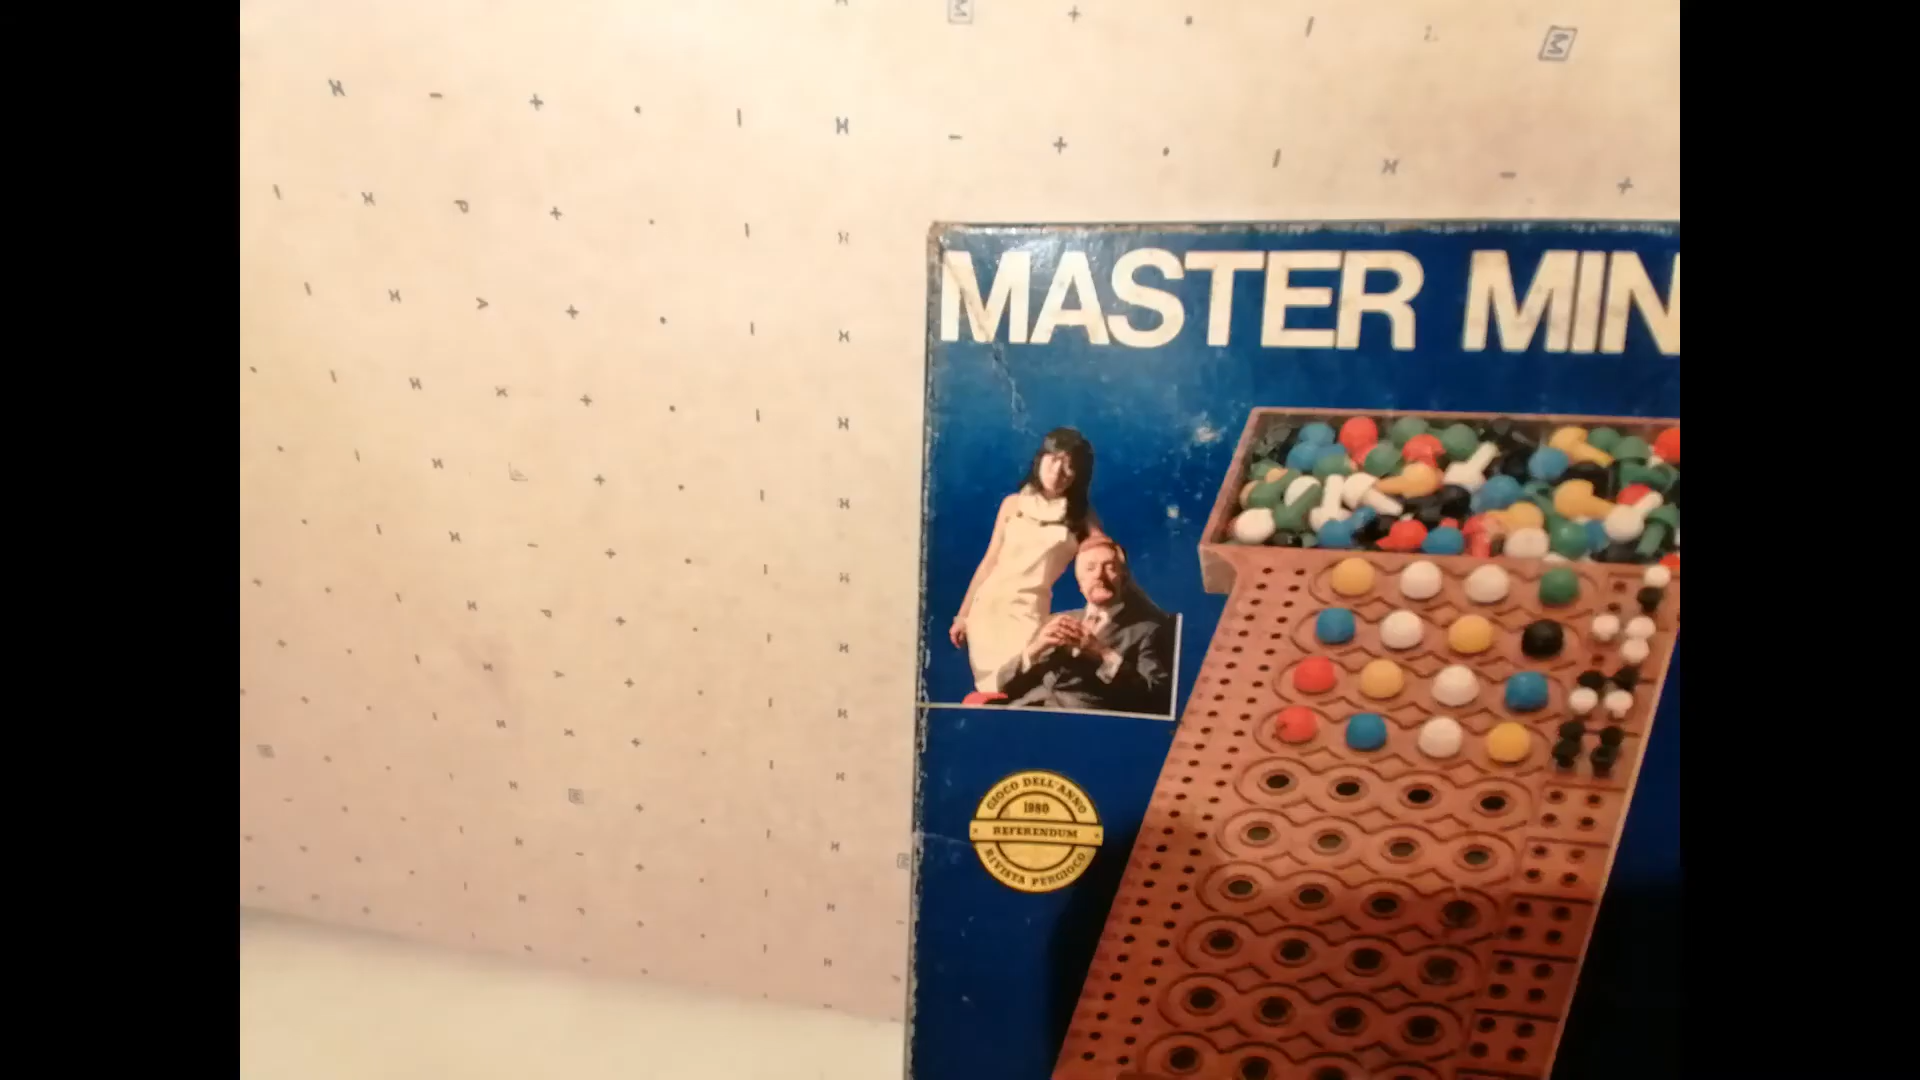 MASTER MIN
GIOCO DELL'ANNO
1980
REFERENDUM
RIVISTA PERGIOCO